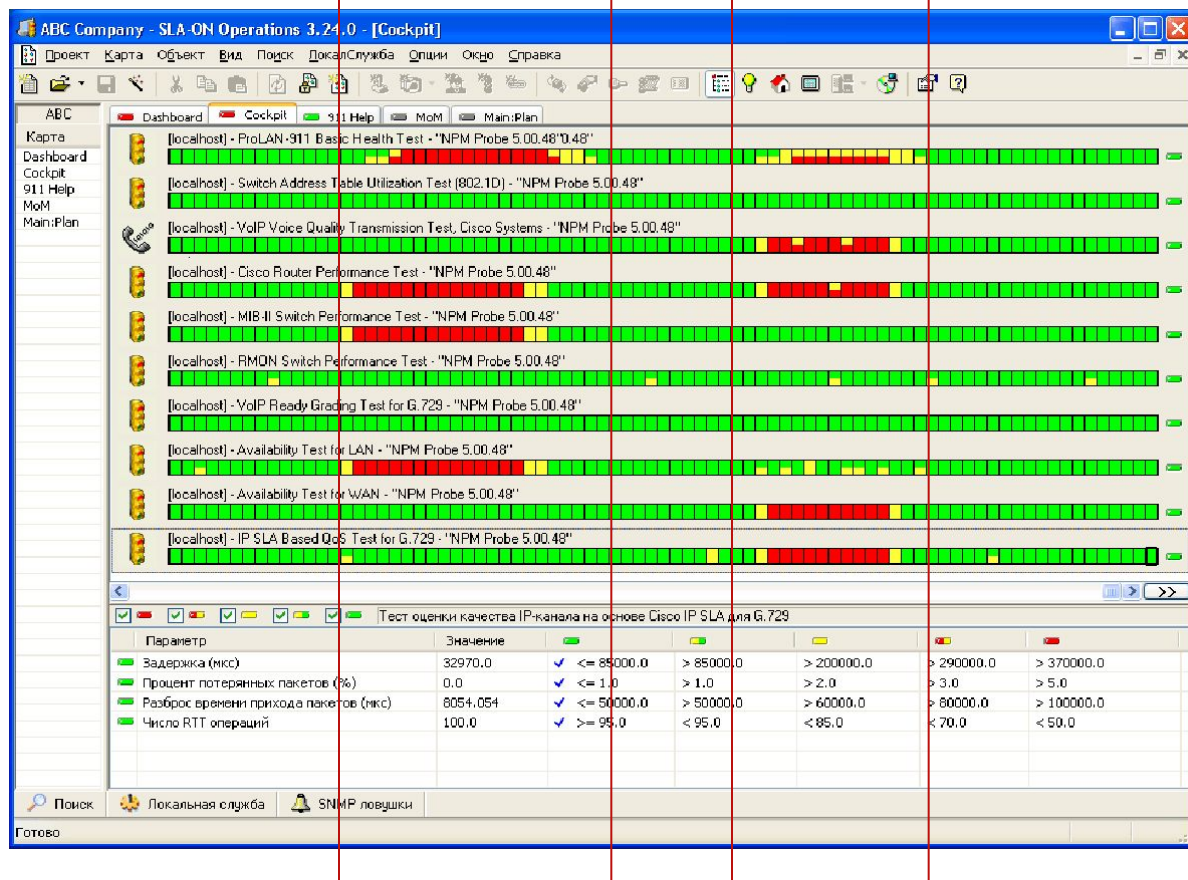 ABC Company - SLA-ON Operations 3.24.0 - [Cockpit]
Проект Карта Объект Вид Поиск ЛокалСлужба Опции Окно Справка
ABC
Карта
Dashboard
Cockpit
911 Help
MoM
Main:Plan
Dashboard Cockpit 911 Help MoM Main:Plan
[localhost] - ProLAN-911 Basic Health Test - "NPM Probe 5.00.48"0.48"
[localhost] - Switch Address Table Utilization Test (802.1D) - "NPM Probe 5.00.48"
[localhost] - VoIP Voice Quality Transmission Test, Cisco Systems - "NPM Probe 5.00.48"
[localhost] - Cisco Router Performance Test - "NPM Probe 5.00.48"
[localhost] - MIB-II Switch Performance Test - "NPM Probe 5.00.48"
[localhost] - RMON Switch Performance Test - "NPM Probe 5.00.48"
[localhost] - VoIP Ready Grading Test for G.729 - "NPM Probe 5.00.48"
[localhost] - Availability Test for LAN - "NPM Probe 5.00.48"
[localhost] - Availability Test for WAN - "NPM Probe 5.00.48"
[localhost] - IP SLA Based QoS Test for G.729 - "NPM Probe 5.00.48"
>>
Тест оценки качества IP-канала на основе Cisco IP SLA для G.729
Параметр Значение
Задержка (мкс) 32970.0 <= 85000.0 > 85000.0 > 200000.0 > 290000.0 > 370000.0
Процент потерянных пакетов (%) 0.0 <= 1.0 > 1.0 > 2.0 > 3.0 > 5.0
Разброс времени прихода пакетов (мкс) 8054.054 <= 50000.0 > 50000.0 > 60000.0 > 80000.0 > 100000.0
Число RTT операций 100.0 >= 95.0 < 95.0 < 85.0 < 70.0 < 50.0
Поиск Локальная служба SNMP ловушки
Готово